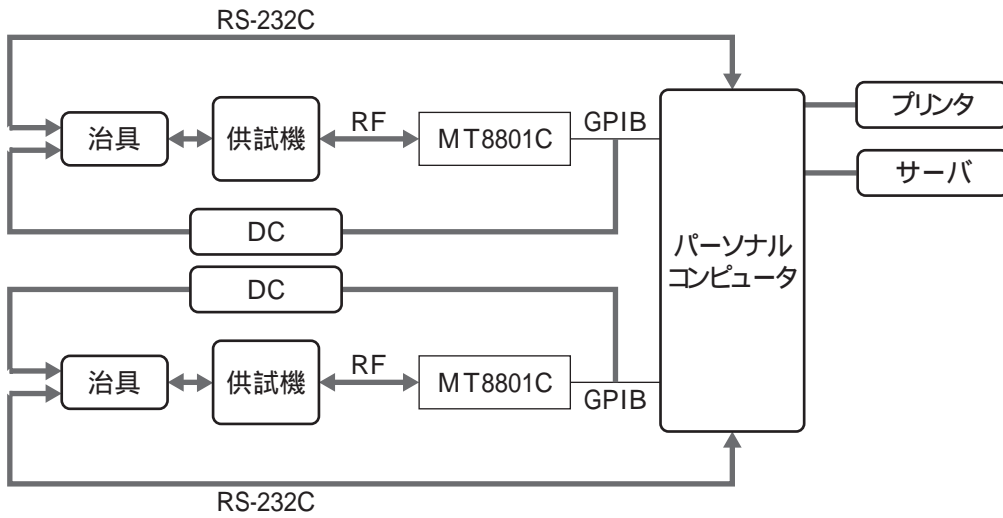 RS-232C
プリンタ
治具
供試機
RF
MT8801C
GPIB
サーバ
DC
パーソナル
コンピュータ
DC
治具
供試機
RF
MT8801C
GPIB
RS-232C